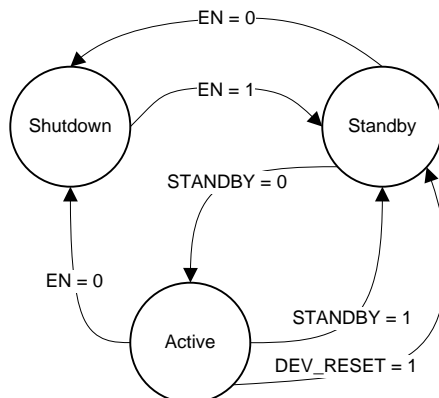 EN = 0
EN = 1
Shutdown
Standby
STANDBY = 0
EN = 0
STANDBY = 1
Active
DEV_RESET = 1